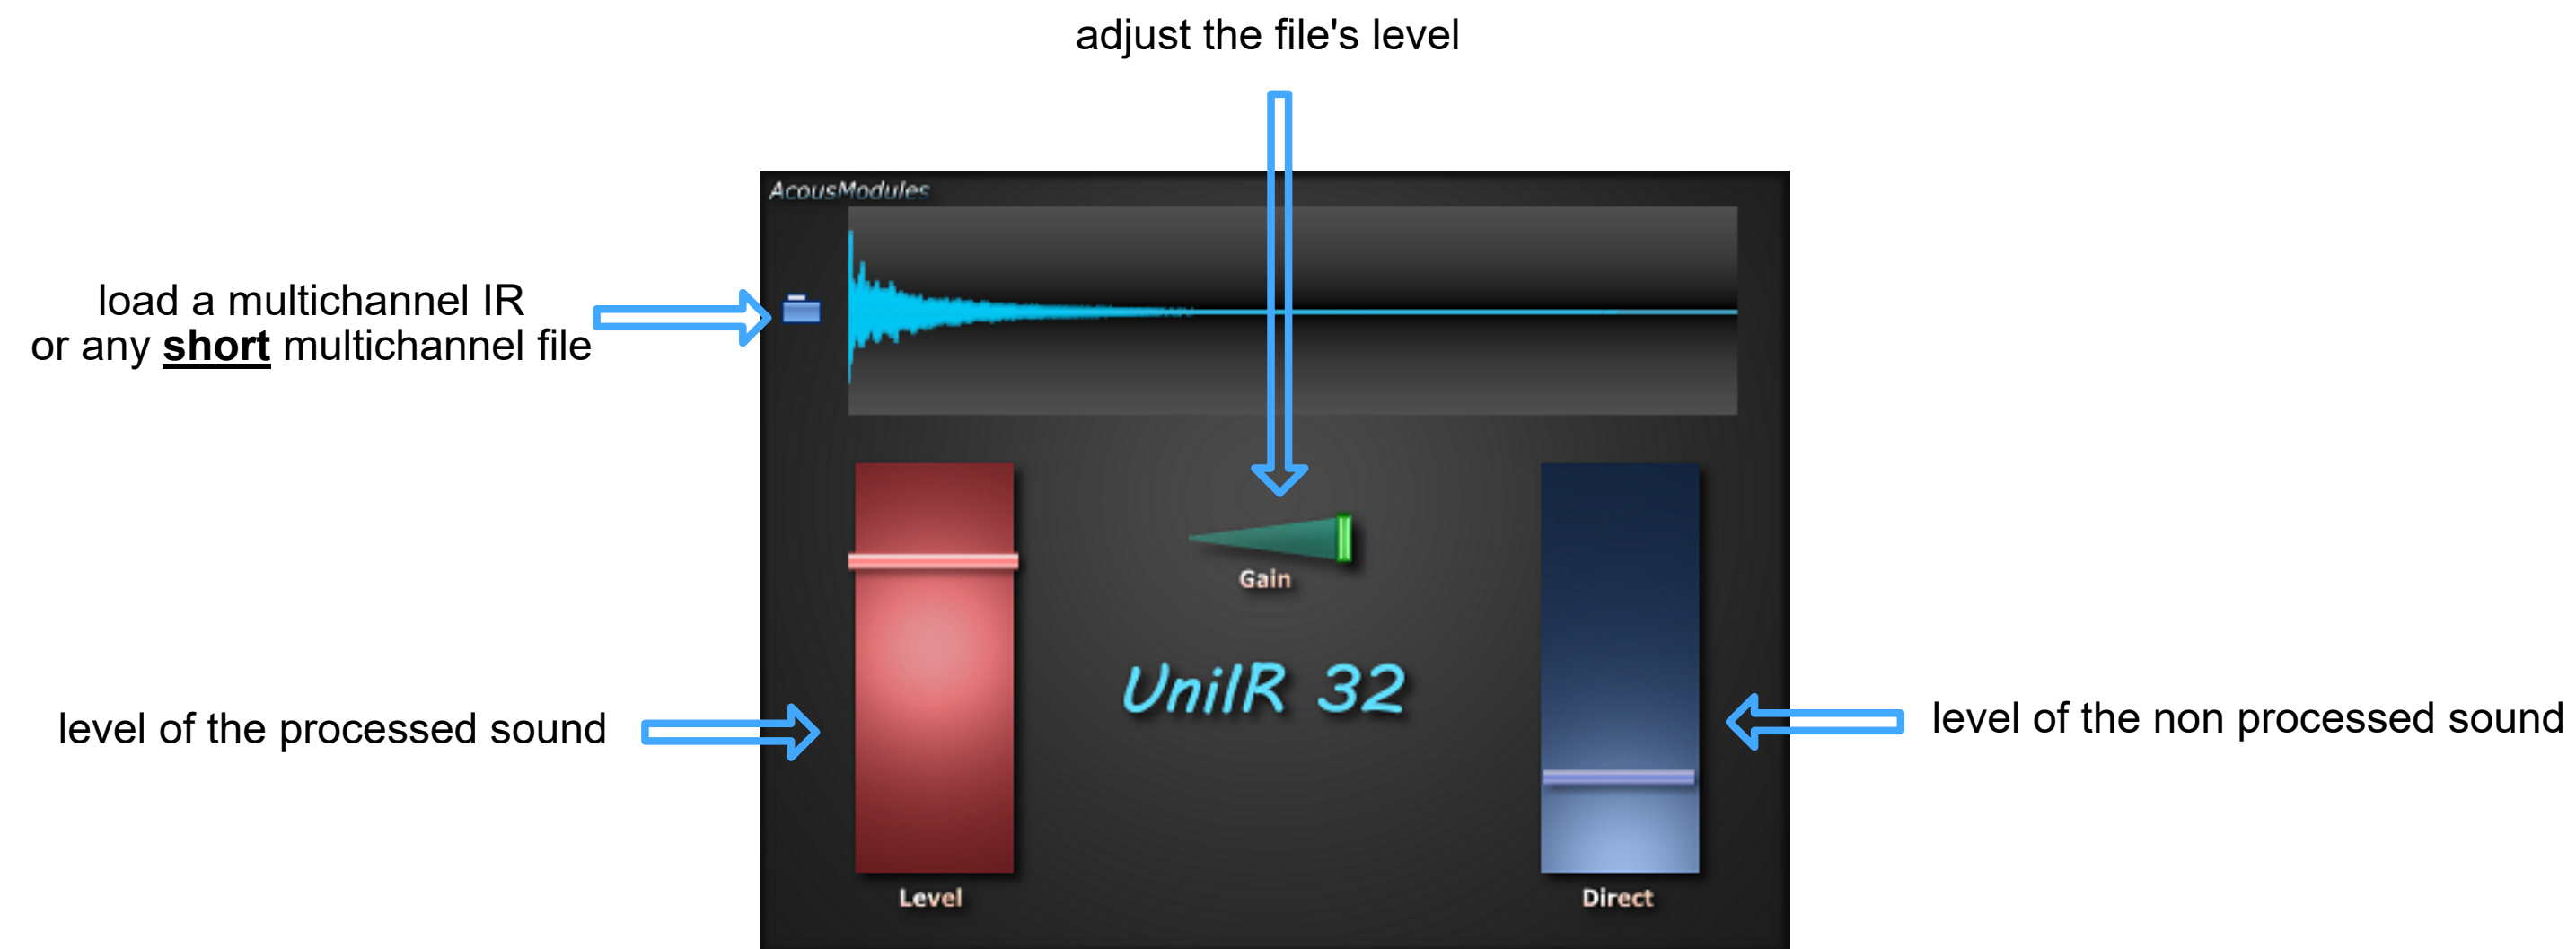 adjust the file's level
AcousModules
load a multichannel IR
or any short multichannel file
Gain
UniIR 32
level of the processed sound
level of the non processed sound
Level
Direct